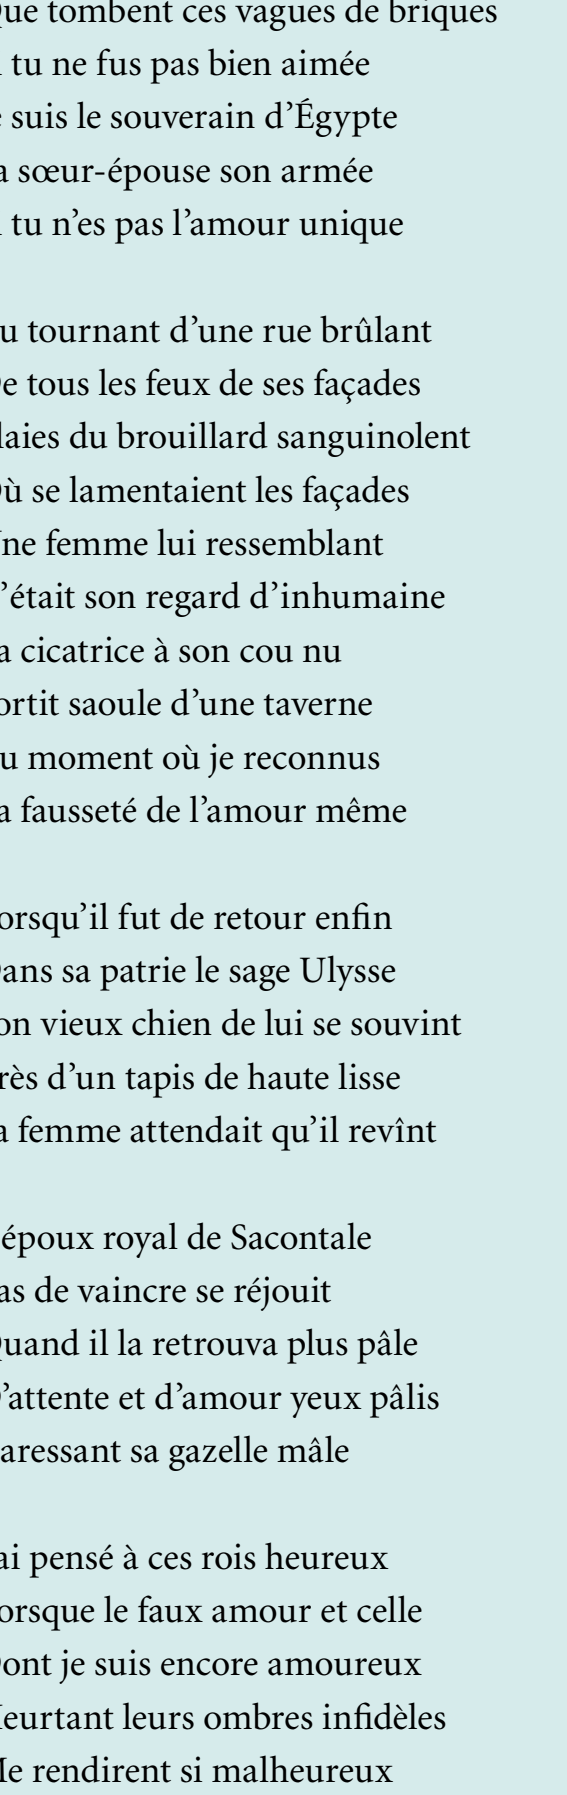 Que tombent ces vagues de briques
tu ne fus pas bien aimée
suis le souverain d’Égypte
a sœur-épouse son armée
tu n’es pas l’amour unique
u tournant d’une rue brûlant
De tous les feux de ses façades
laies du brouillard sanguinolent
Où se lamentaient les façades
ne femme lui ressemblant
’était son regard d’inhumaine
a cicatrice à son cou nu
ortit saoule d’une taverne
u moment où je reconnus
a fausseté de l’amour même
orsqu’il fut de retour enfin
Dans sa patrie le sage Ulysse
on vieux chien de lui se souvint
rès d’un tapis de haute lisse
a femme attendait qu’il revînt
époux royal de Sacontale
as de vaincre se réjouit
Quand il la retrouva plus pâle
D’attente et d’amour yeux pâlis
aressant sa gazelle mâle
ai pensé à ces rois heureux
orsque le faux amour et celle
Dont je suis encore amoureux
eurtant leurs ombres infidèles
Me rendirent si malheureux